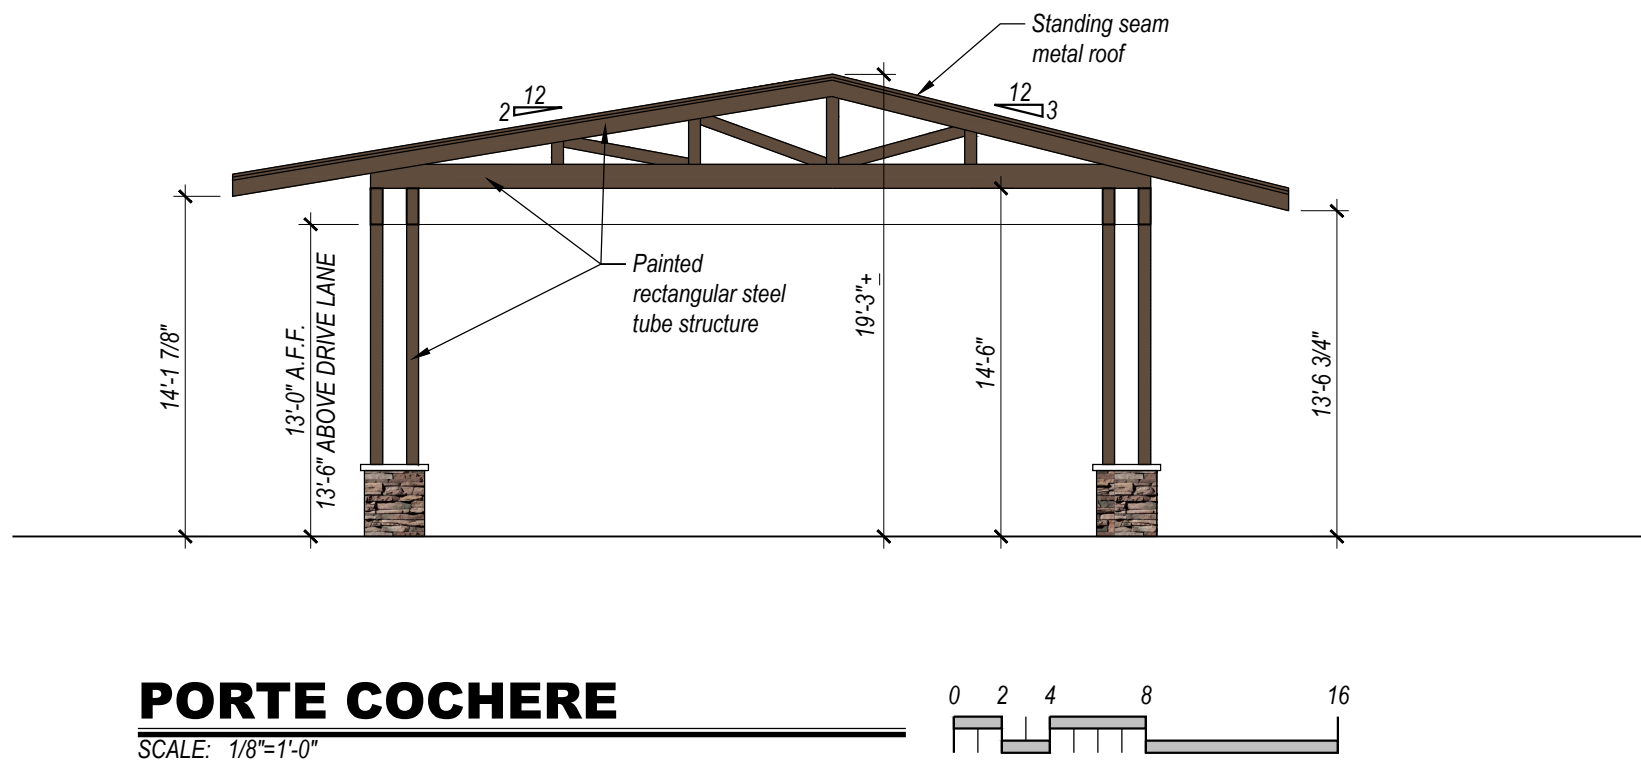 Standing seam
metal roof
12
2
12
3
Painted
rectangular steel
tube structure
14'-1 7/8"
13'-0" A.F.F.
13'-6" ABOVE DRIVE LANE
19'-3"+_
14'-6"
13'-6 3/4"
PORTE COCHERE
SCALE: 1/8"=1'-0"
0 2 4 8 16